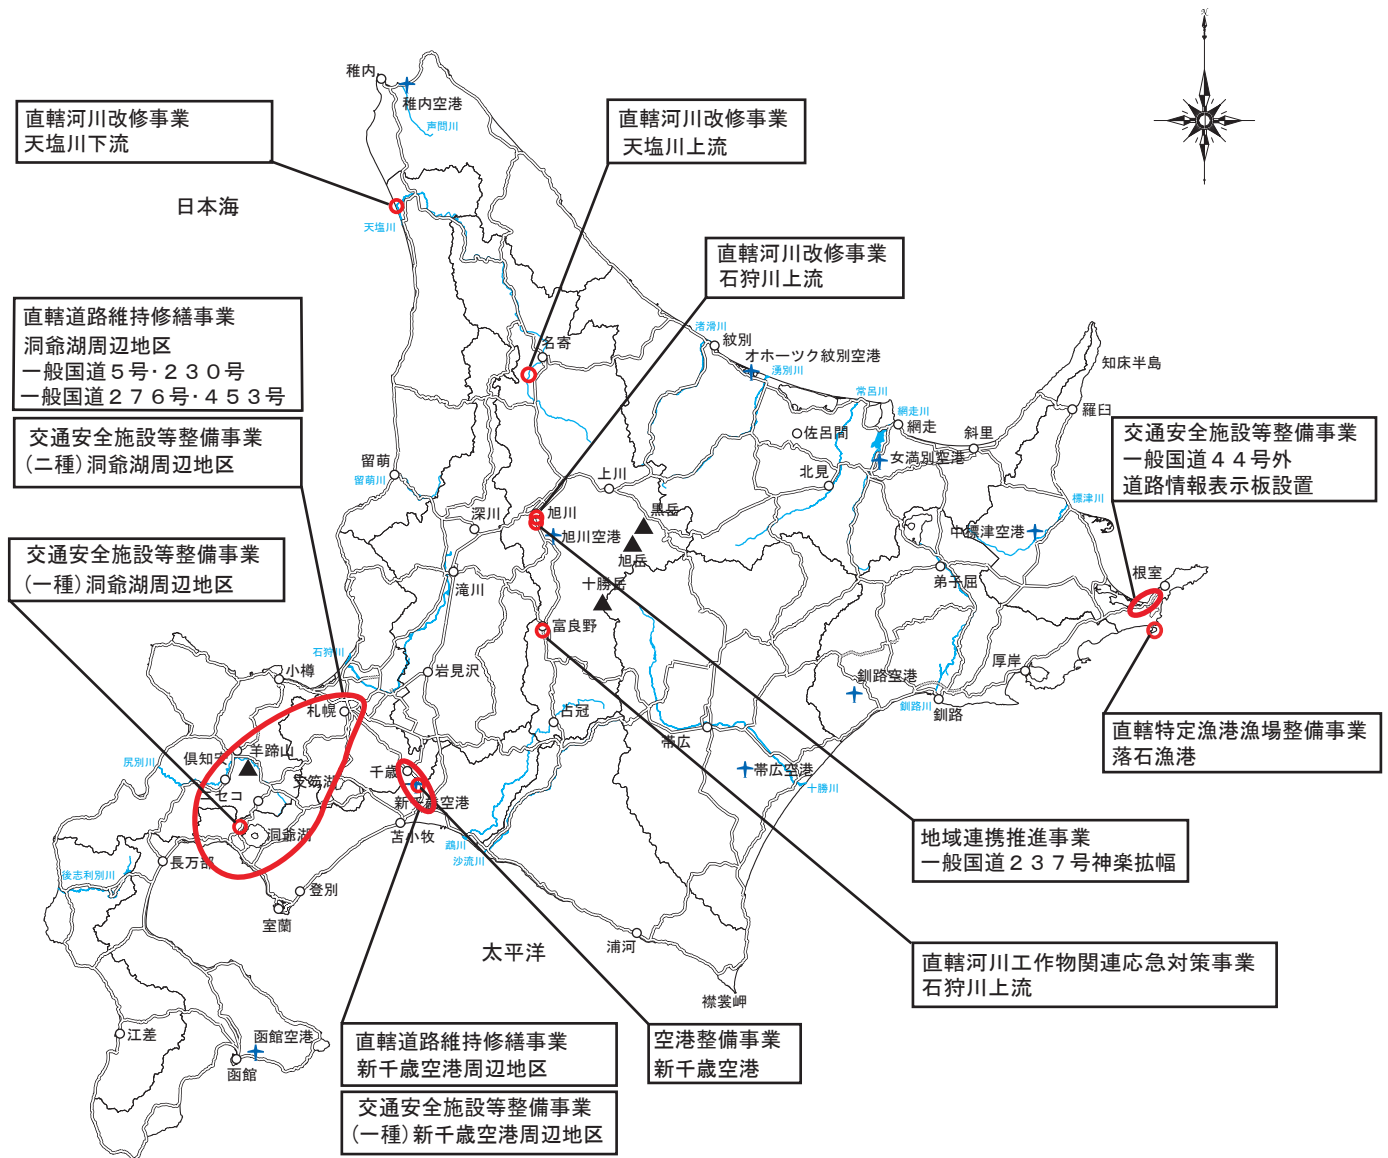 N
稚内
稚内空港
声問川
直轄河川改修事業
天塩川下流
直轄河川改修事業
天塩川上流
日本海
天塩川
直轄河川改修事業
石狩川上流
直轄道路維持修繕事業
洞爺湖周辺地区
一般国道5号･230号
一般国道276号･453号
名寄
渚滑川
紋別
オホーツク紋別空港
湧別川
知床半島
常呂川
網走川
網走
羅臼
斜里
佐呂間
女満別空港
北見
交通安全施設等整備事業
(二種)洞爺湖周辺地区
交通安全施設等整備事業
一般国道44号外
道路情報表示板設置
留萌
留萌川
上川
深川
旭川
旭川空港
黒岳
旭岳
十勝岳
標津川
中標津空港
弟子屈
根室
交通安全施設等整備事業
(一種)洞爺湖周辺地区
滝川
富良野
石狩川
小樽
岩見沢
札幌
厚岸
釧路空港
釧路川
釧路
占冠
帯広
帯広空港
十勝川
直轄特定漁港漁場整備事業
落石漁港
尻別川
倶知安
羊蹄山
ニセコ
支笏湖
千歳
新千歳空港
洞爺湖
苫小牧
鵡川
沙流川
長万部
後志利別川
登別
室蘭
地域連携推進事業
一般国道237号神楽拡幅
太平洋
浦河
襟裳岬
直轄河川工作物関連応急対策事業
石狩川上流
江差
函館空港
函館
直轄道路維持修繕事業
新千歳空港周辺地区
空港整備事業
新千歳空港
交通安全施設等整備事業
(一種)新千歳空港周辺地区